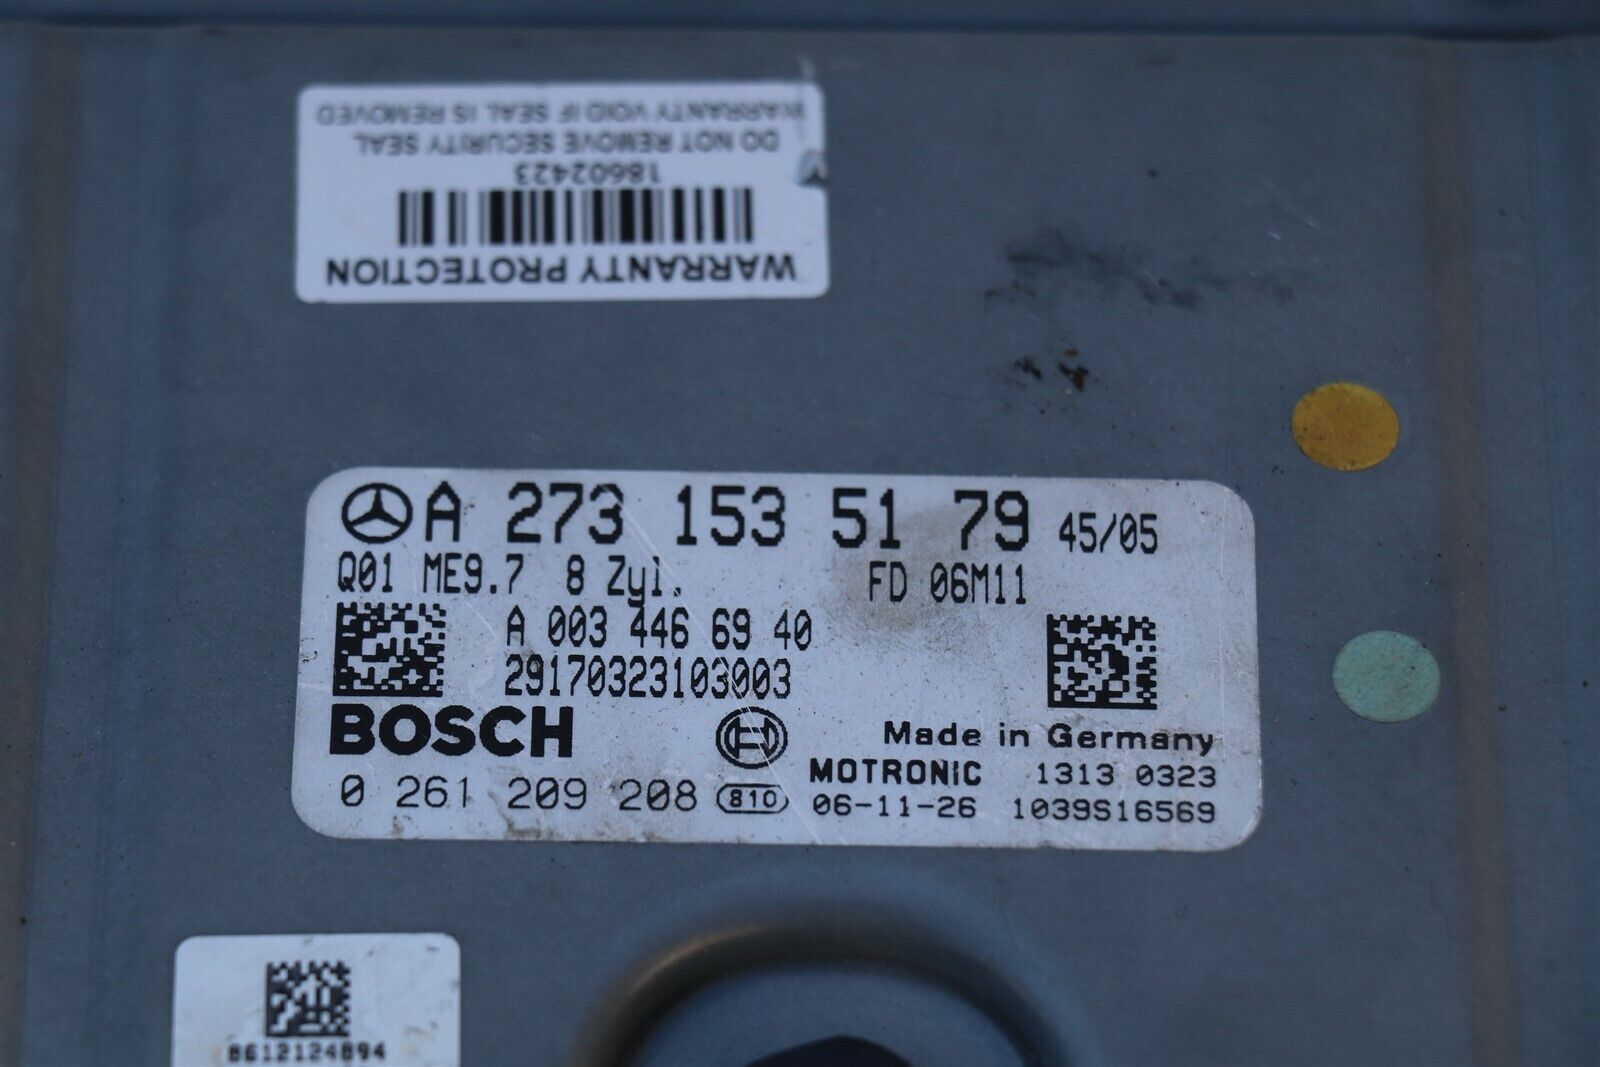 WARRANTY PROTECTION
18602423
DO NOT REMOVE SECURITY SEAL
WARRANTY VOID IF SEAL IS REMOVED
A 273 153 51 79 45/05
Q01 ME9.7 8 Zyl. FD 06M11
A 003 446 69 40
29170323103003
BOSCH
Made in Germany
MOTRONIC 1313 0323
0 261 209 208 810 06-11-26 1039S16569
8612124894